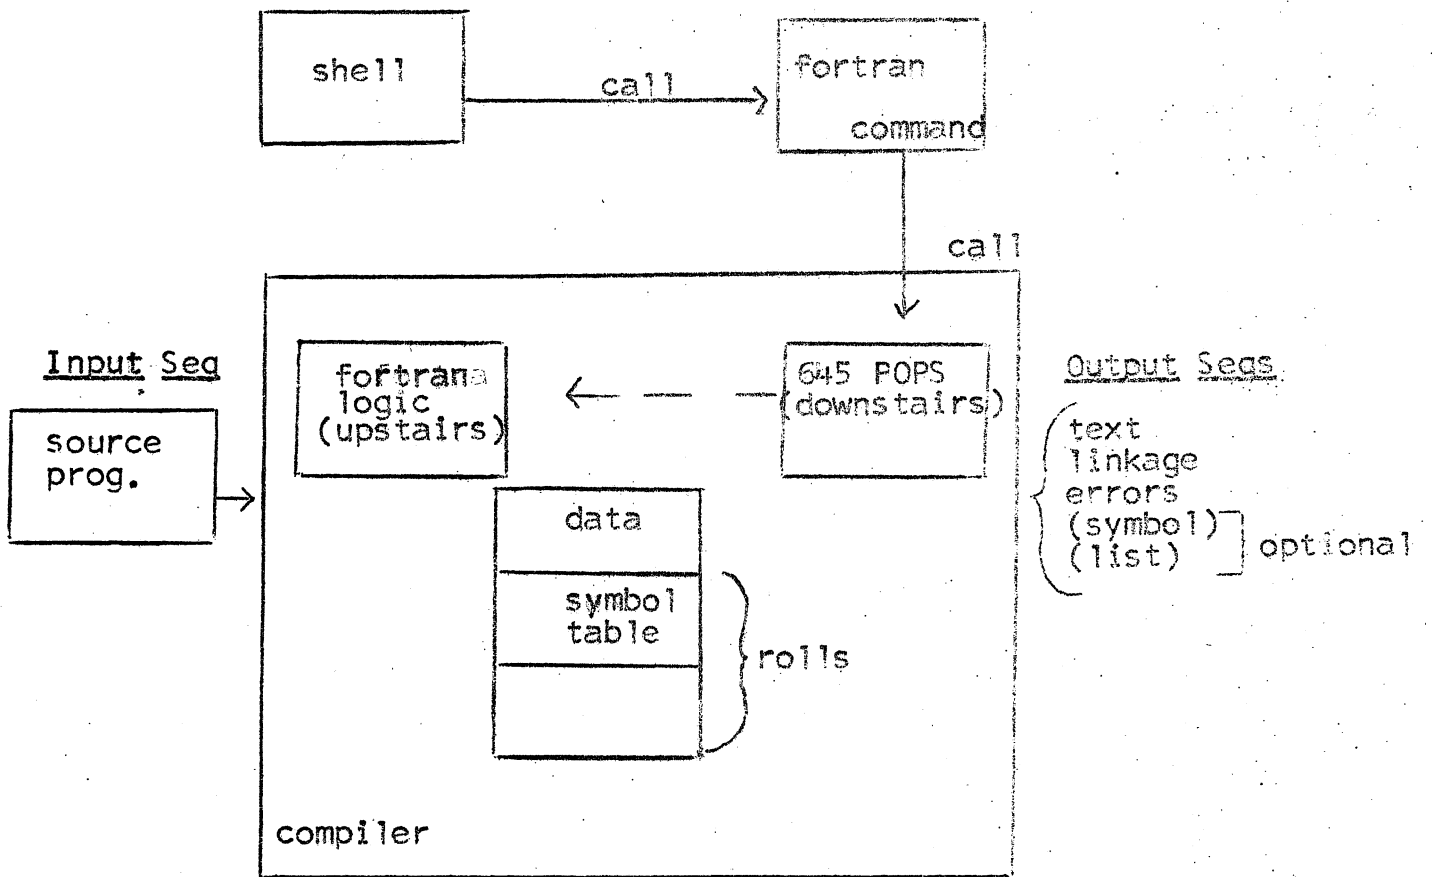 shell
call
fortran
command
call
Input Seg
source
prog.
fortrana
logic
(upstairs)
645 POPS
(downstairs)
data
symbol
table
rolls
compiler
Output Segs
text
linkage
errors
(symbol)
(list)
optional